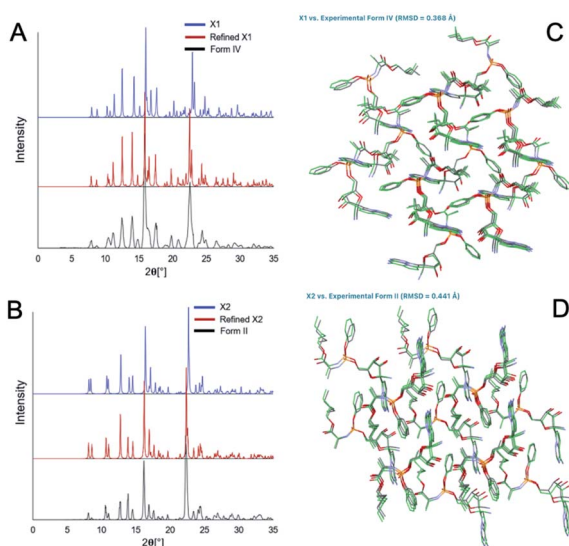 A
X1
Refined X1
Form IV
Intensity
0 5 10 15 20 25 30 35
2θ[°]
X1 vs. Experimental Form IV (RMSD = 0.368 Å)
C
B
X2
Refined X2
Form II
Intensity
0 5 10 15 20 25 30 35
2θ[°]
X2 vs. Experimental Form II (RMSD = 0.441 Å)
D